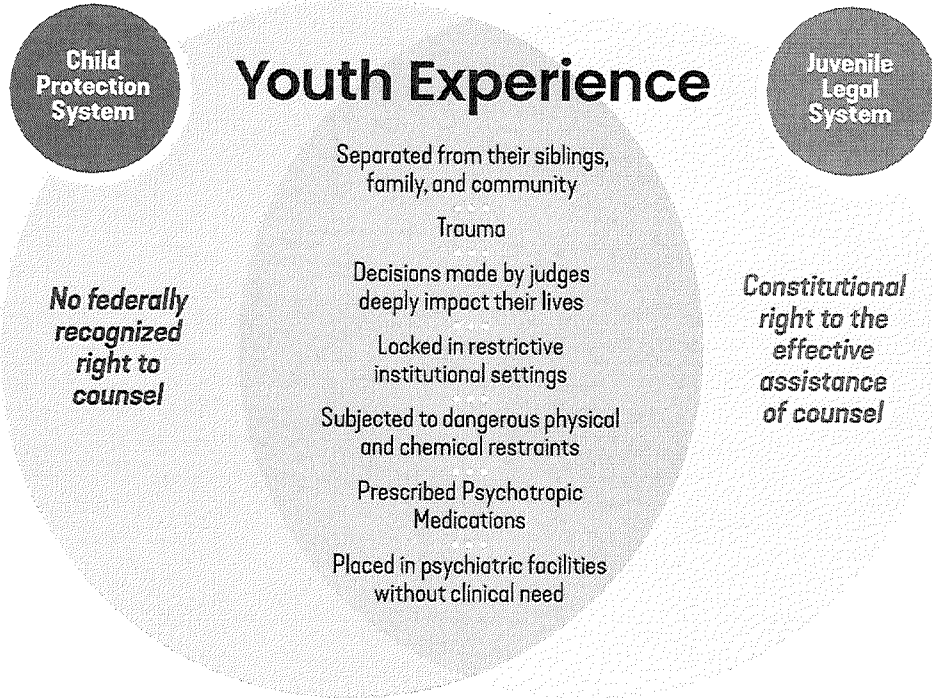 Child
Protection
System
Youth Experience
Juvenile
Legal
System
Separated from their siblings,
family, and community
Trauma
Decisions made by judges
deeply impact their lives
Locked in restrictive
institutional settings
Subjected to dangerous physical
and chemical restraints
Prescribed Psychotropic
Medications
Placed in psychiatric facilities
without clinical need
No federally
recognized
right to
counsel
Constitutional
right to the
effective
assistance
of counsel